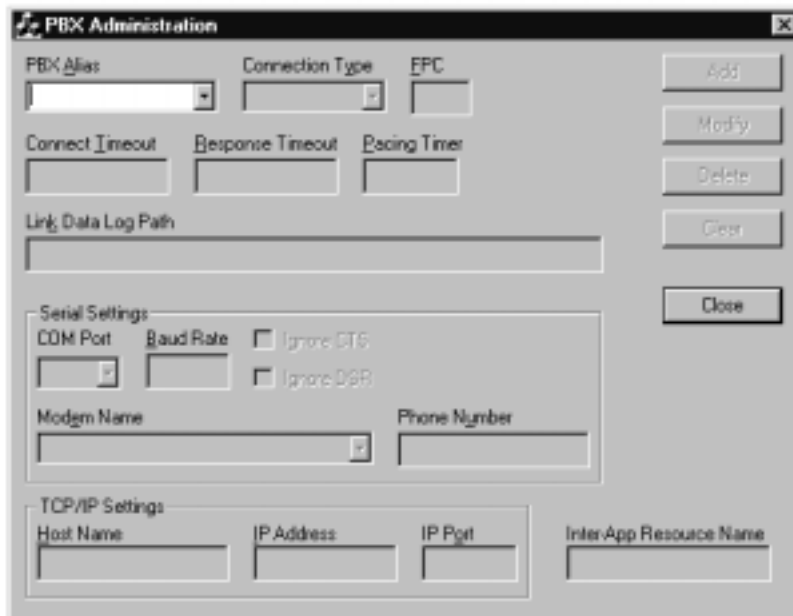 PBX Administration
PBX Alias Connection Type FPC
Add
Modify
Connect Timeout Response Timeout Pacing Timer
Delete
Link Data Log Path
Clear
Close
Serial Settings
COM Port Baud Rate Ignore CTS
Ignore DSR
Modem Name Phone Number
TCP/IP Settings
Host Name IP Address IP Port Inter-App Resource Name